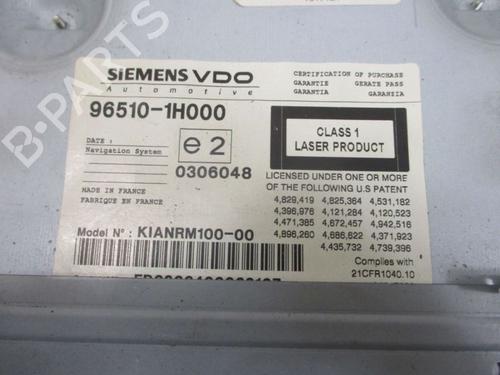 SIEMENS VDO
Automotive
CERTIFICATION OF PURCHASE
GARANTIE GERATE PASS
GARANTIA GARANZIA
96510-1H000
DATE :
Navigation System
e2
0306048
CLASS 1
LASER PRODUCT
MADE IN FRANCE
FABRIQUE EN FRANCE
LICENSED UNDER ONE OR MORE
OF THE FOLLOWING U.S PATENT
4,829,419 4,825,364 4,531,182
4,396,976 4,121,284 4,120,523
4,471,385 4,672,457 4,942,516
4,896,260 4,686,622 4,371,923
4,435,732 4,739,396
Model N° : KIANRM100-00
Complies with
21CFR1040.10
B-PARTS